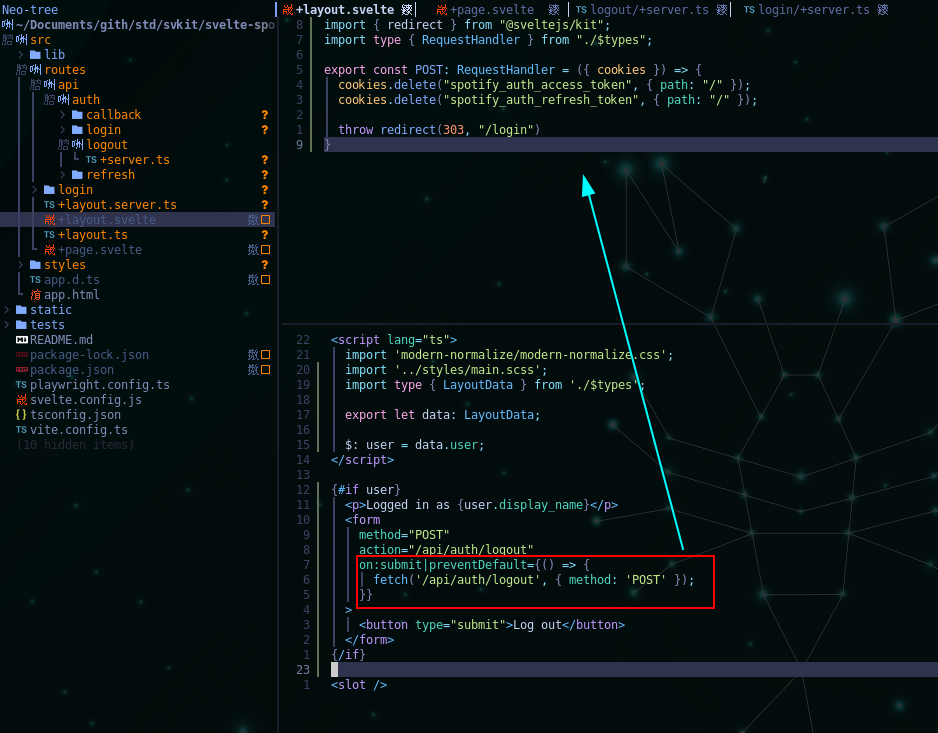 Neo-tree
~/Documents/gith/std/svkit/svelte-spo
src
lib
routes
api
auth
callback ?
login ?
logout
TS +server.ts ?
refresh ?
login ?
TS +layout.server.ts ?
+layout.svelte
TS +layout.ts ?
+page.svelte
styles ?
TS app.d.ts
app.html
static
tests
README.md
package-lock.json
package.json
TS playwright.config.ts
svelte.config.js
{} tsconfig.json
TS vite.config.ts
(10 hidden items)
+layout.svelte +page.svelte TS logout/+server.ts TS login/+server.ts
8 import { redirect } from "@sveltejs/kit";
7 import type { RequestHandler } from "./$types";
6
5 export const POST: RequestHandler = ({ cookies }) => {
4 cookies.delete("spotify_auth_access_token", { path: "/" });
3 cookies.delete("spotify_auth_refresh_token", { path: "/" });
2
1 throw redirect(303, "/login")
9 }
22 <script lang="ts">
21 import 'modern-normalize/modern-normalize.css';
20 import '../styles/main.scss';
19 import type { LayoutData } from './$types';
18
17 export let data: LayoutData;
16
15 $: user = data.user;
14 </script>
13
12 {#if user}
11 <p>Logged in as {user.display_name}</p>
10 <form
9 method="POST"
8 action="/api/auth/logout"
7 on:submit|preventDefault={() => {
6 fetch('/api/auth/logout', { method: 'POST' });
5 }}
4 >
3 <button type="submit">Log out</button>
2 </form>
1 {/if}
23
1 <slot />